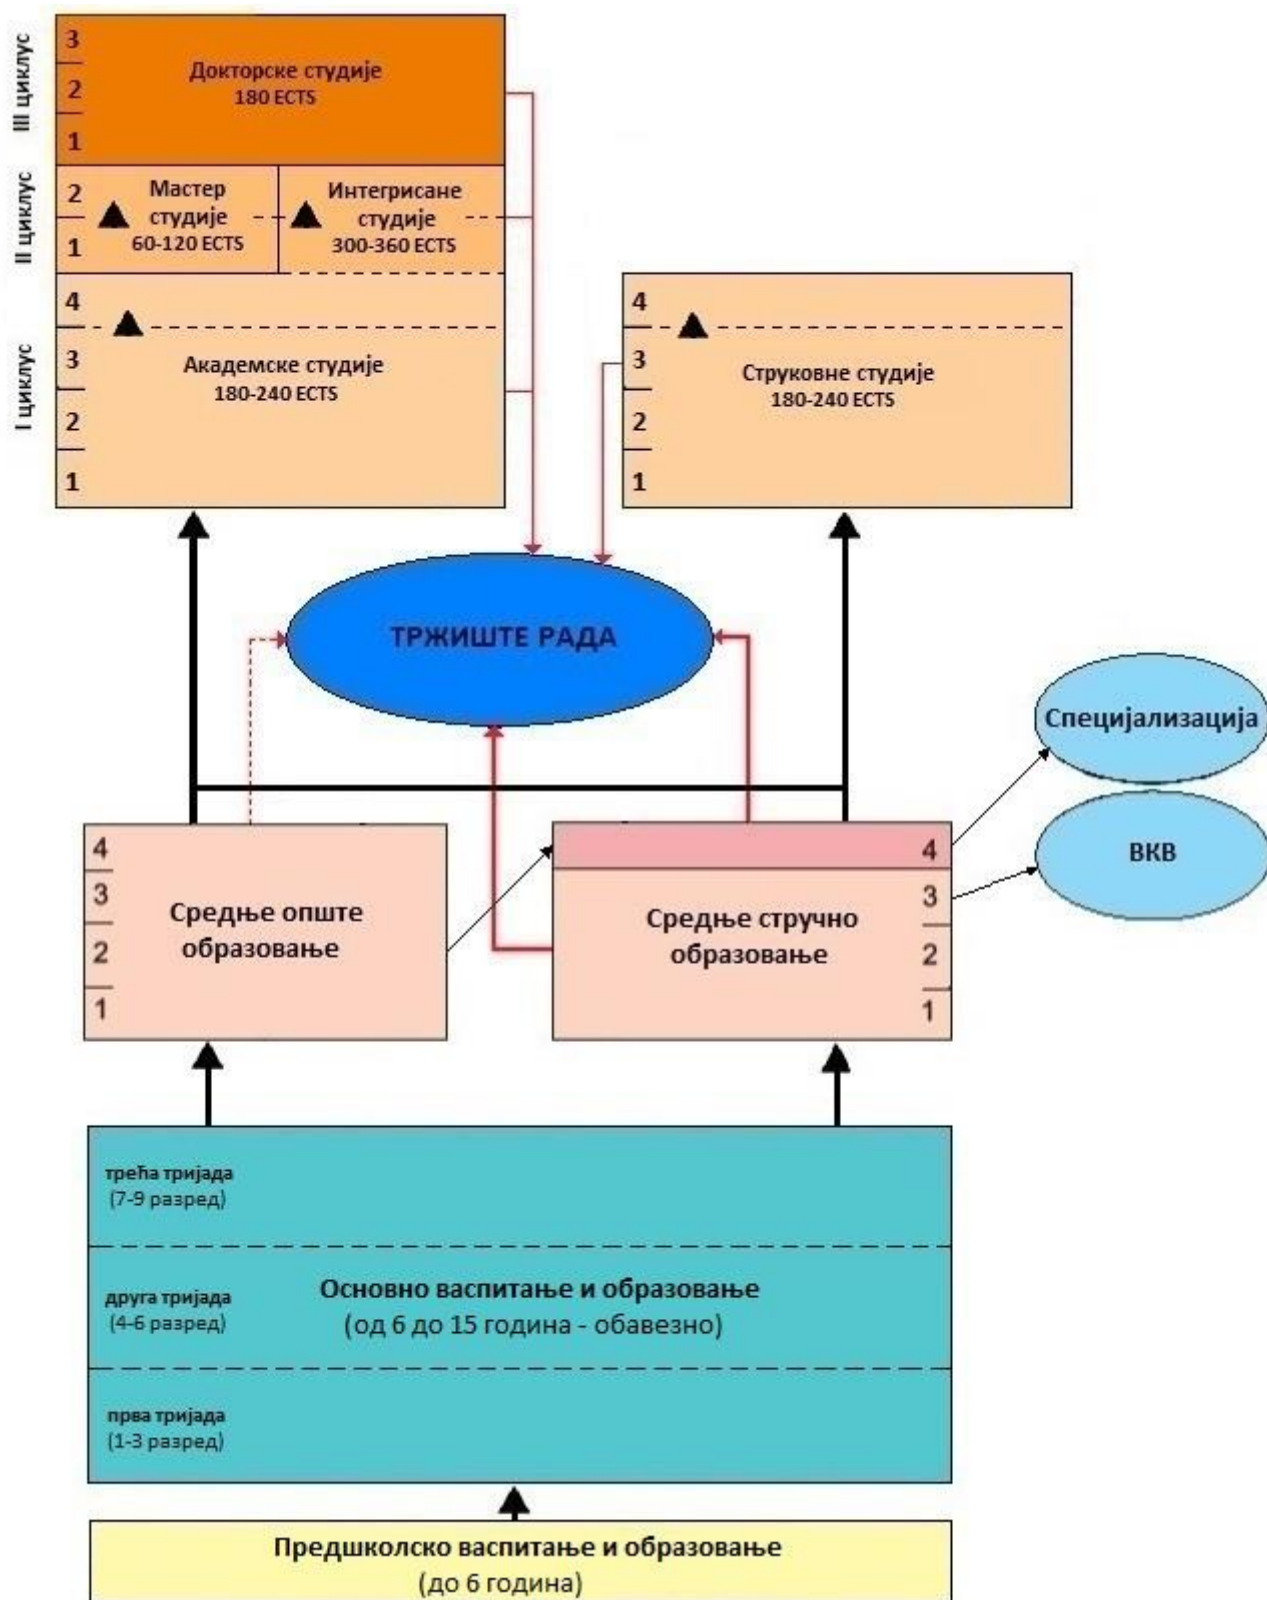 III циклус
3
2
1
Докторске студије
180 ECTS
II циклус
2
1
Мастер
студије
60-120 ECTS
Интегрисане
студије
300-360 ECTS
I циклус
4
3
2
1
Академске студије
180-240 ECTS
4
3
2
1
Струковне студије
180-240 ECTS
ТРЖИШТЕ РАДА
Специјализација
ВКВ
4
3
2
1
Средње опште
образовање
Средње стручно
образовање
4
3
2
1
трећа тријада
(7-9 разред)
друга тријада
(4-6 разред)
Основно васпитање и образовање
(од 6 до 15 година - обавезно)
прва тријада
(1-3 разред)
Предшколско васпитање и образовање
(до 6 година)